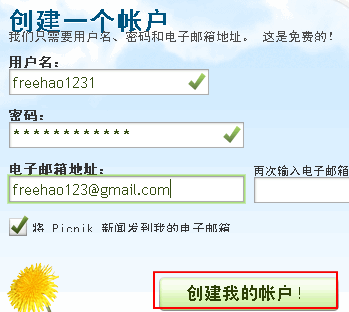 创建一个帐户
我们只需要用户名、密码和电子邮箱地址。 这是免费的！
用户名：
freehao1231
密码：
************
电子邮箱地址： 再次输入电子邮箱
freehao123@gmail.com
将 Picnik 新闻发到我的电子邮箱
创建我的帐户！